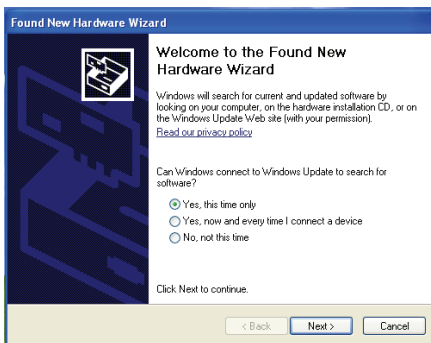 Found New Hardware Wizard
Welcome to the Found New
Hardware Wizard
Windows will search for current and updated software by
looking on your computer, on the hardware installation CD, or on
the Windows Update Web site (with your permission).
Read our privacy policy
Can Windows connect to Windows Update to search for
software?
Yes, this time only
Yes, now and every time I connect a device
No, not this time
Click Next to continue.
< Back Next > Cancel